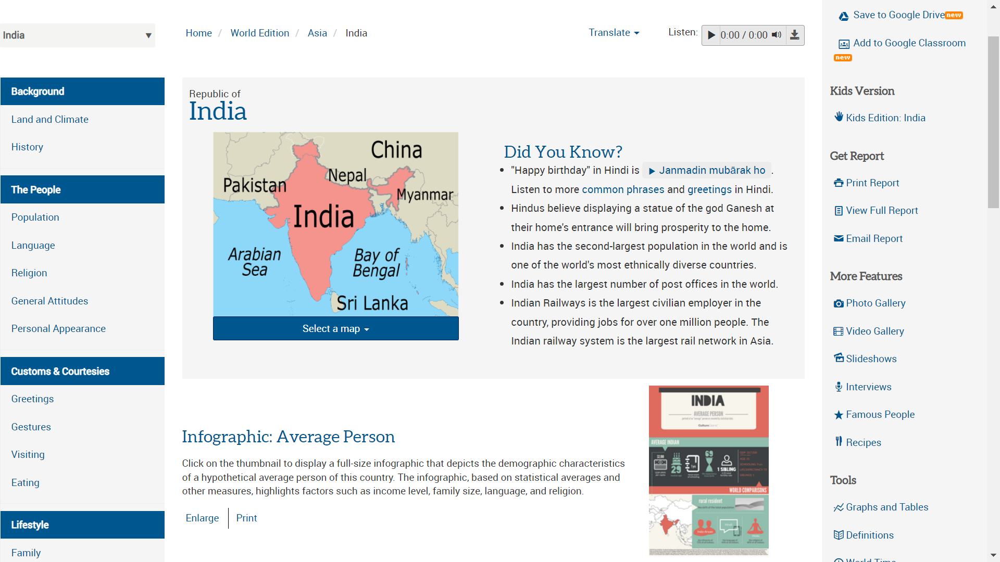 India
Home / World Edition / Asia / India
Translate
Listen:
0:00 / 0:00
Background
Land and Climate
History
The People
Population
Language
Religion
General Attitudes
Personal Appearance
Customs & Courtesies
Greetings
Gestures
Visiting
Eating
Lifestyle
Family
Republic of
India
China
Nepal
Pakistan
Myanmar
India
Arabian
Sea
Bay of
Bengal
Sri Lanka
Select a map
Did You Know?
"Happy birthday" in Hindi is Janmadin mubārak ho .
Listen to more common phrases and greetings in Hindi.
Hindus believe displaying a statue of the god Ganesh at
their home's entrance will bring prosperity to the home.
India has the second-largest population in the world and is
one of the world's most ethnically diverse countries.
India has the largest number of post offices in the world.
Indian Railways is the largest civilian employer in the
country, providing jobs for over one million people. The
Indian railway system is the largest rail network in Asia.
Infographic: Average Person
Click on the thumbnail to display a full-size infographic that depicts the demographic characteristics
of a hypothetical average person of this country. The infographic, based on statistical averages and
other measures, highlights factors such as income level, family size, language, and religion.
Enlarge
Print
INDIA
AVERAGE PERSON
AVERAGE INDIAN
29
69
1 SIBLING
WORLD COMPARISONS
rural resident
Save to Google Drive new
Add to Google Classroom
new
Kids Version
Kids Edition: India
Get Report
Print Report
View Full Report
Email Report
More Features
Photo Gallery
Video Gallery
Slideshows
Interviews
Famous People
Recipes
Tools
Graphs and Tables
Definitions
World Time